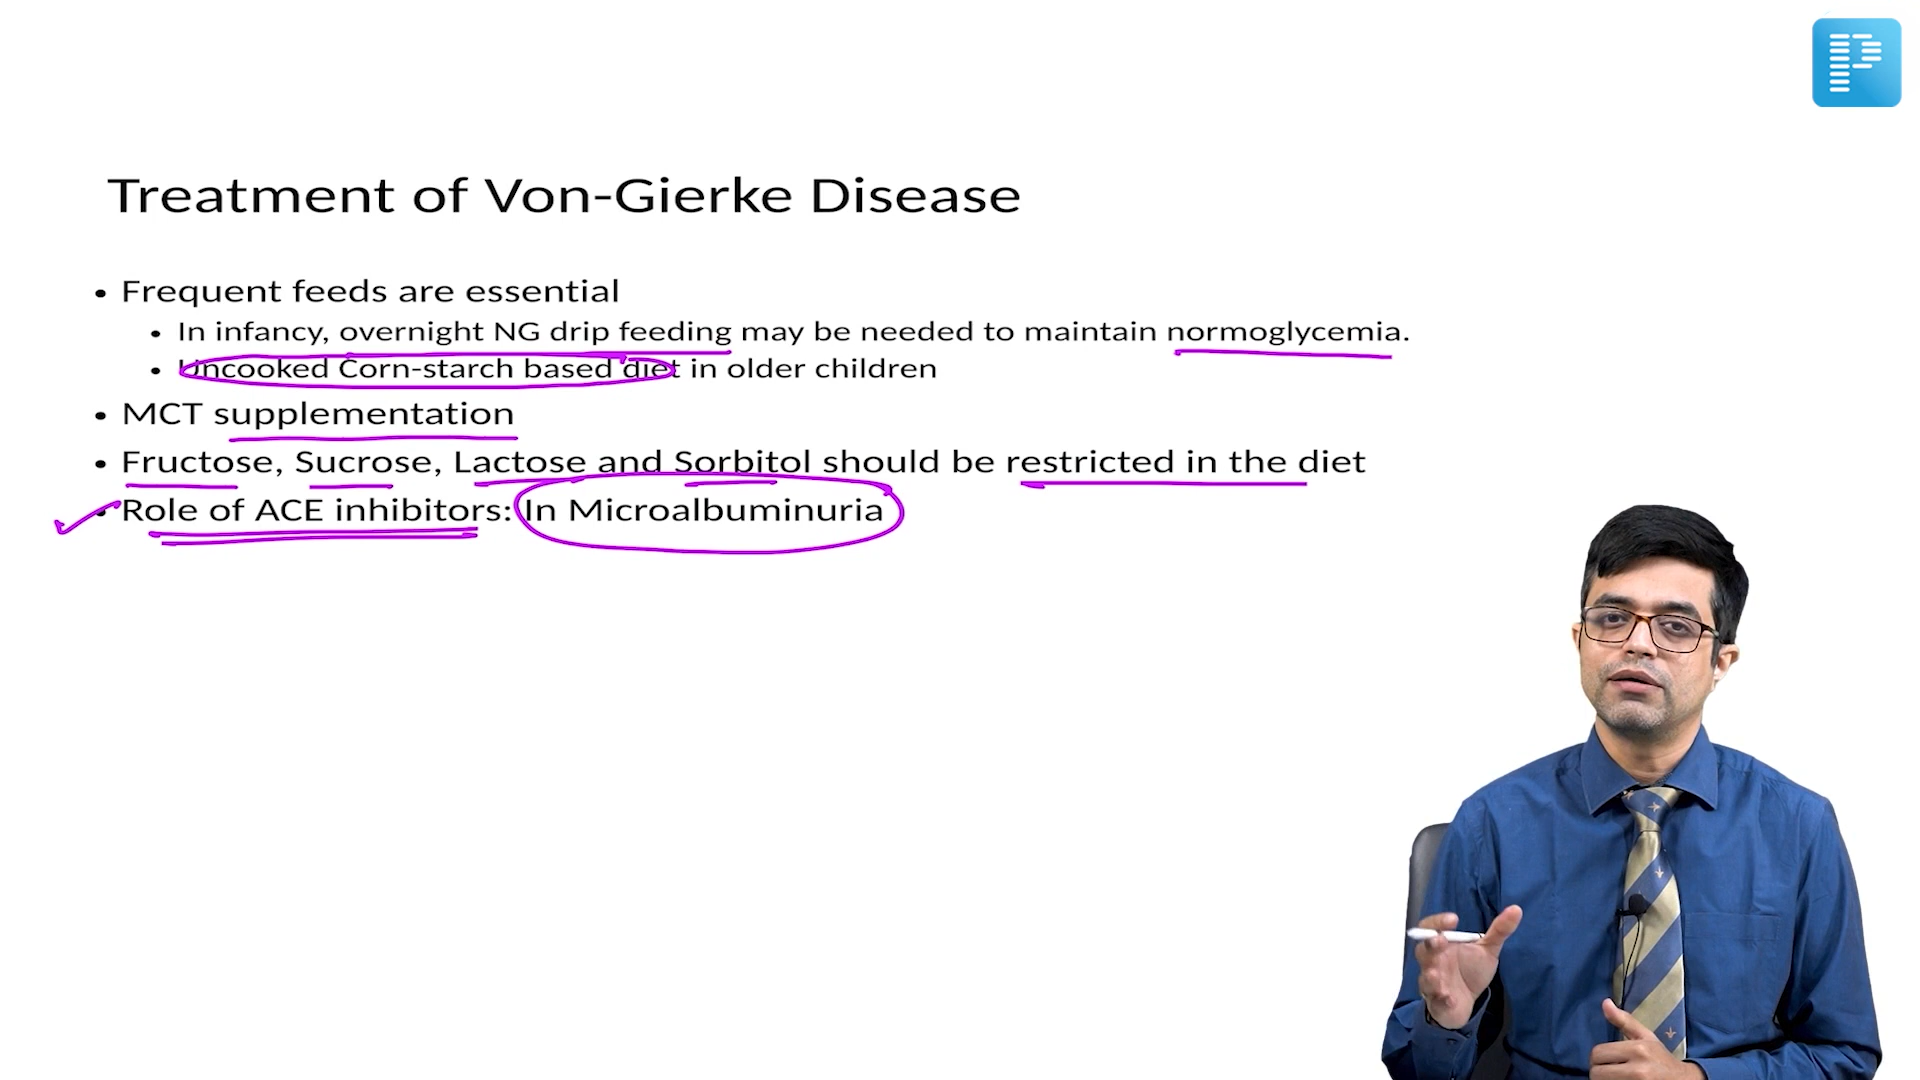 Treatment of Von-Gierke Disease
• Frequent feeds are essential
• In infancy, overnight NG drip feeding may be needed to maintain normoglycemia.
• Uncooked Corn-starch based diet in older children
• MCT supplementation
• Fructose, Sucrose, Lactose and Sorbitol should be restricted in the diet
• Role of ACE inhibitors: In Microalbuminuria